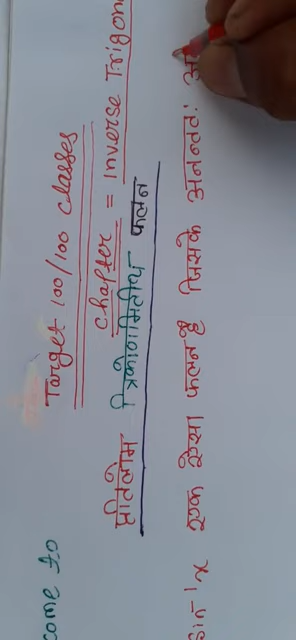 come to
Target 100/100 classes
Chapter = inverse Trigon
प्रतिलोम त्रिकोणमितीय फलन
sin⁻¹x एक ऐसा फलन है जिसके अनन्ततः